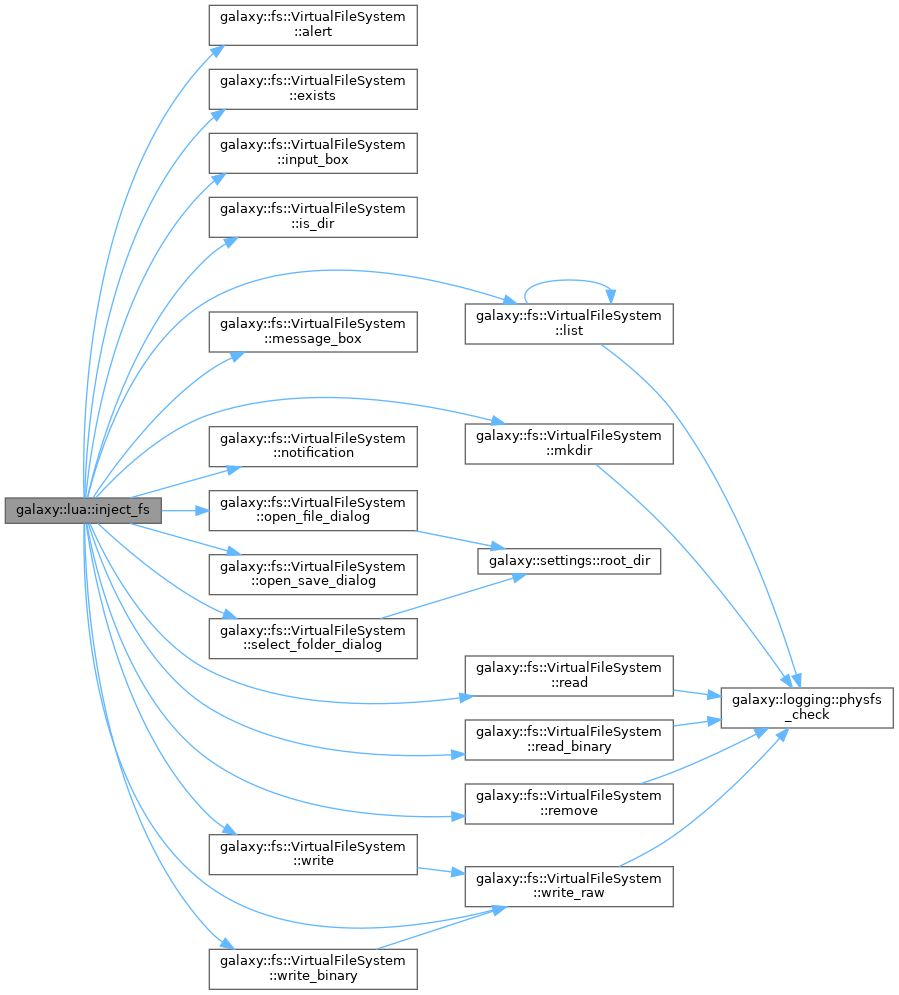 galaxy::fs::VirtualFileSystem
::alert
galaxy::fs::VirtualFileSystem
::exists
galaxy::fs::VirtualFileSystem
::input_box
galaxy::fs::VirtualFileSystem
::is_dir
galaxy::fs::VirtualFileSystem
::list
galaxy::fs::VirtualFileSystem
::message_box
galaxy::fs::VirtualFileSystem
::mkdir
galaxy::fs::VirtualFileSystem
::notification
galaxy::lua::inject_fs
galaxy::fs::VirtualFileSystem
::open_file_dialog
galaxy::settings::root_dir
galaxy::fs::VirtualFileSystem
::open_save_dialog
galaxy::fs::VirtualFileSystem
::select_folder_dialog
galaxy::fs::VirtualFileSystem
::read
galaxy::logging::physfs
_check
galaxy::fs::VirtualFileSystem
::read_binary
galaxy::fs::VirtualFileSystem
::remove
galaxy::fs::VirtualFileSystem
::write
galaxy::fs::VirtualFileSystem
::write_raw
galaxy::fs::VirtualFileSystem
::write_binary